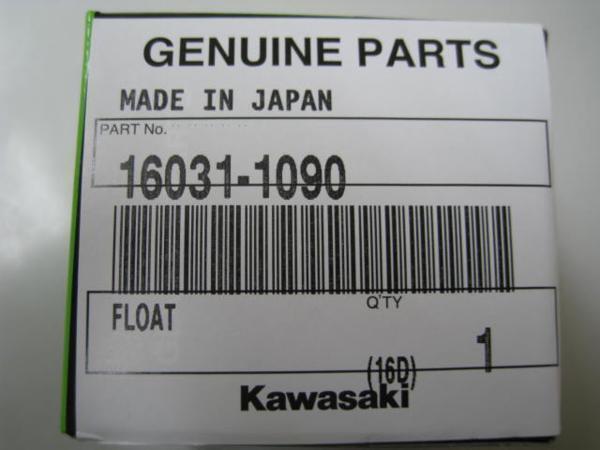 GENUINE PARTS
MADE IN JAPAN
PART No.
16031-1090
FLOAT
Q'TY
1
(16D)
Kawasaki